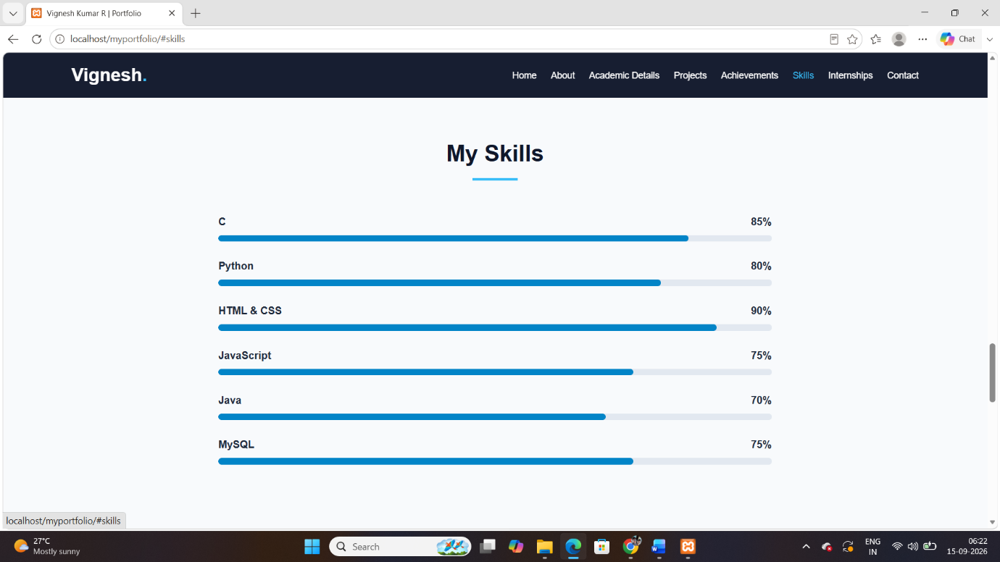 Vignesh Kumar R | Portfolio
localhost/myportfolio/#skills
Chat
Vignesh.
Home About Academic Details Projects Achievements Skills Internships Contact
My Skills
C 85%
Python 80%
HTML & CSS 90%
JavaScript 75%
Java 70%
MySQL 75%
localhost/myportfolio/#skills
27°C
Mostly sunny
Search
ENG
IN
06:22
15-09-2026